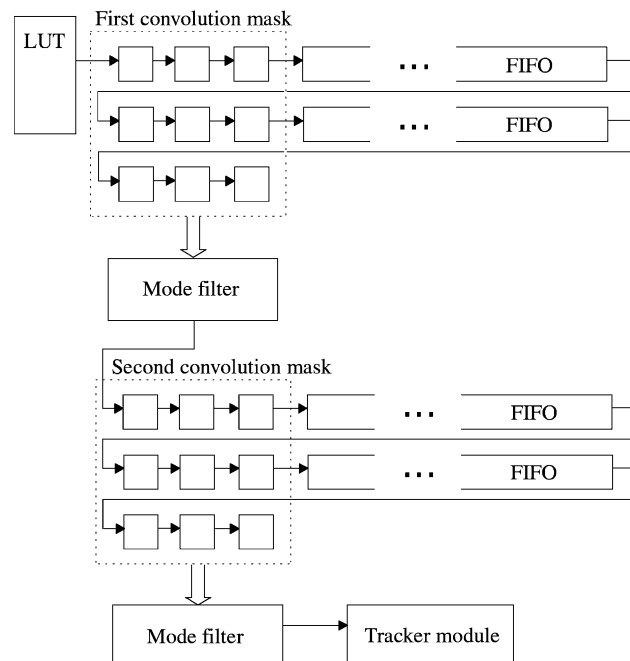 First convolution mask
LUT
... FIFO
... FIFO
Mode filter
Second convolution mask
... FIFO
... FIFO
Mode filter
Tracker module